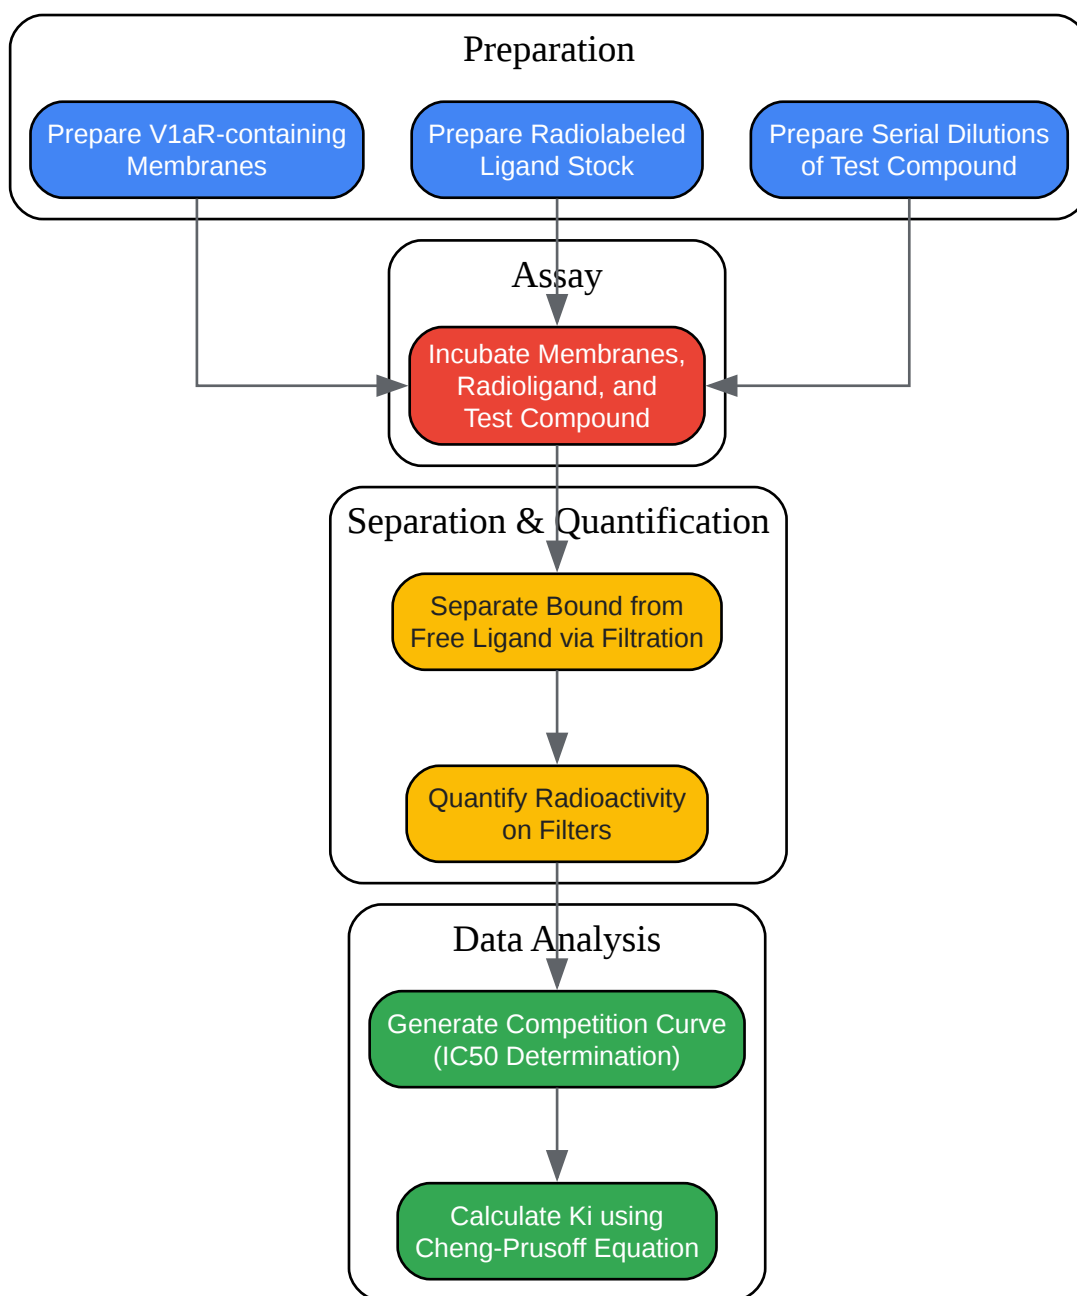 Preparation
Prepare V1aR-containing
Membranes
Prepare Radiolabeled
Ligand Stock
Prepare Serial Dilutions
of Test Compound
Assay
Incubate Membranes,
Radioligand, and
Test Compound
Separation & Quantification
Separate Bound from
Free Ligand via Filtration
Quantify Radioactivity
on Filters
Data Analysis
Generate Competition Curve
(IC50 Determination)
Calculate Ki using
Cheng-Prusoff Equation